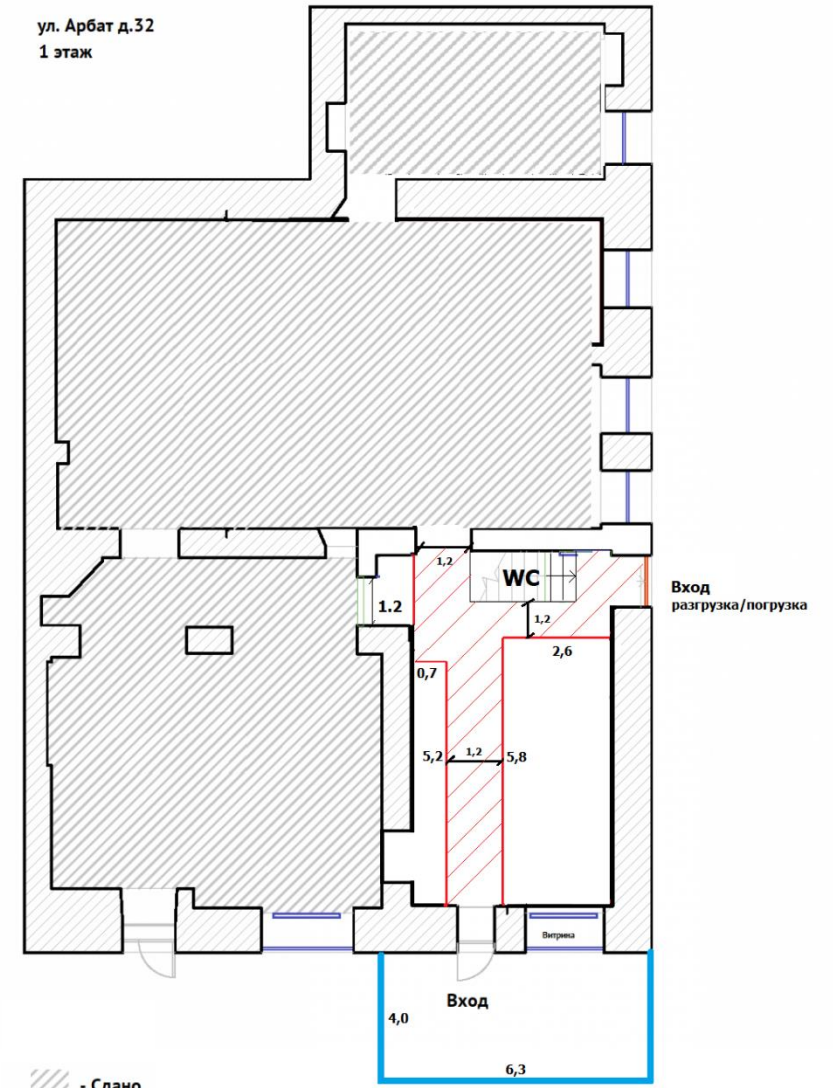 ул. Арбат д.32
1 этаж
1,2
WC
1.2
1,2
Вход
разгрузка/погрузка
0,7
2,6
5,2
1,2
5,8
Витрина
Вход
4,0
6,3
- Сдано